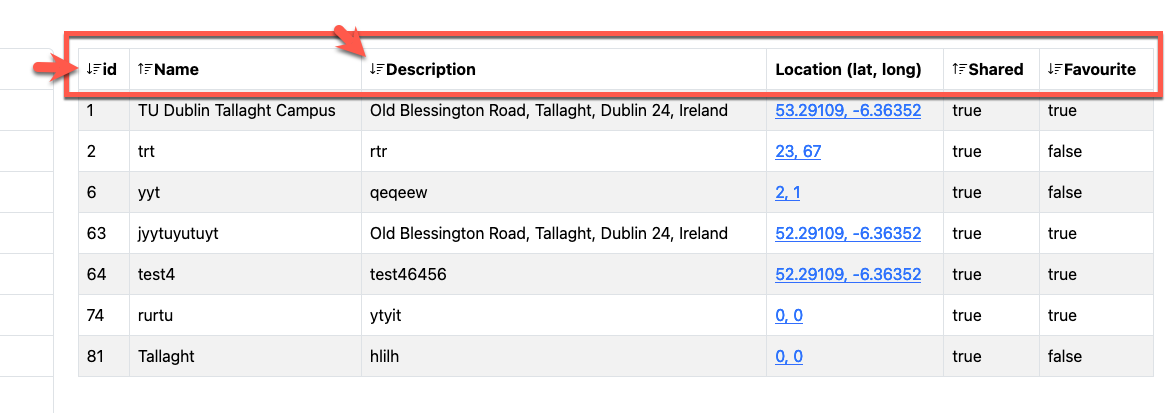 id Name Description Location (lat, long) Shared Favourite
1 TU Dublin Tallaght Campus Old Blessington Road, Tallaght, Dublin 24, Ireland 53.29109, -6.36352 true true
2 trt rtr 23, 67 true false
6 yyt qeqeew 2, 1 true false
63 jyytuyutuyt Old Blessington Road, Tallaght, Dublin 24, Ireland 52.29109, -6.36352 true true
64 test4 test46456 52.29109, -6.36352 true true
74 rurtu ytyit 0, 0 true true
81 Tallaght hlilh 0, 0 true false